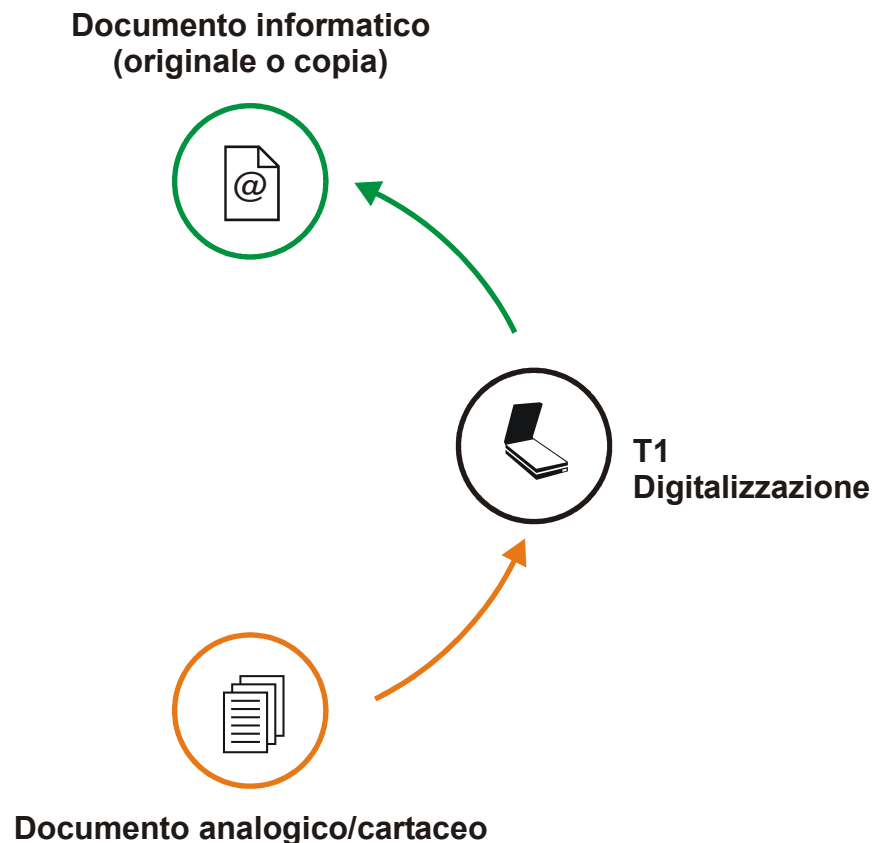 Documento informatico
(originale o copia)
@
T1
Digitalizzazione
Documento analogico/cartaceo